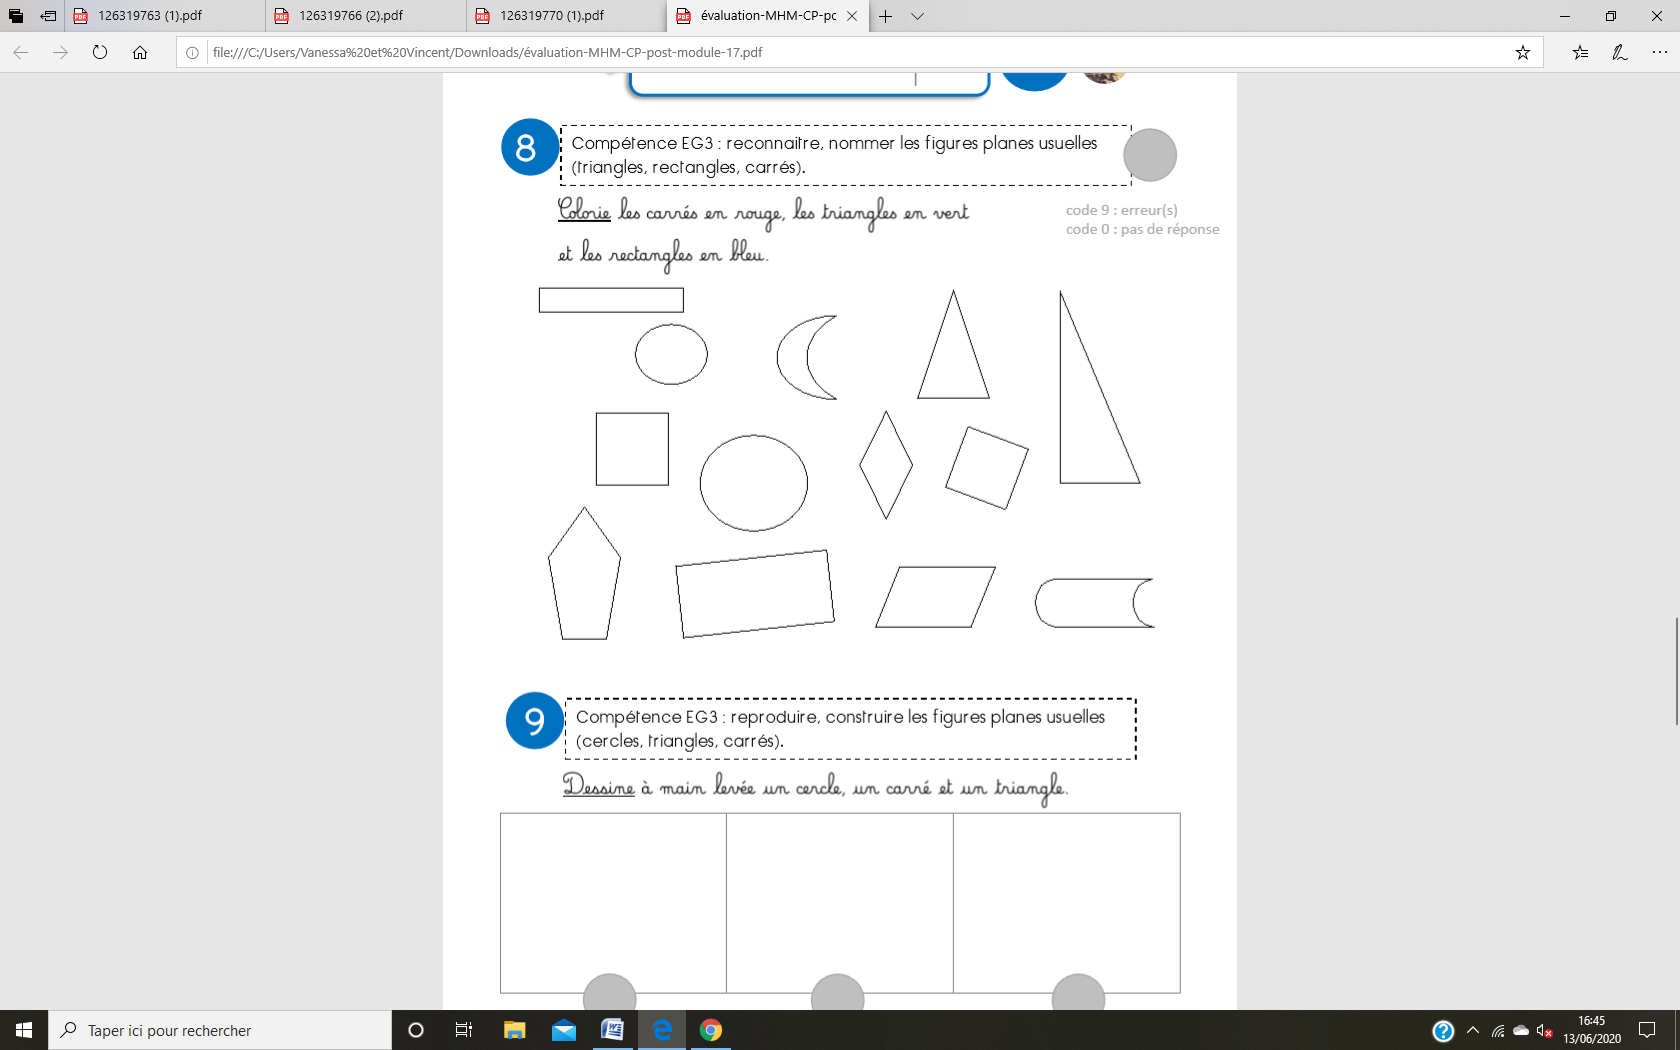 126319763 (1).pdf
126319766 (2).pdf
126319770 (1).pdf
évaluation-MHM-CP-po
file:///C:/Users/Vanessa%20et%20Vincent/Downloads/évaluation-MHM-CP-post-module-17.pdf
8
Compétence EG3 : reconnaître, nommer les figures planes usuelles
(triangles, rectangles, carrés).
Colorie les carrés en rouge, les triangles en vert
et les rectangles en bleu.
code 9 : erreur(s)
code 0 : pas de réponse
9
Compétence EG3 : reproduire, construire les figures planes usuelles
(cercles, triangles, carrés).
Dessine à main levée un cercle, un carré et un triangle.
Taper ici pour rechercher
16:45
13/06/2020